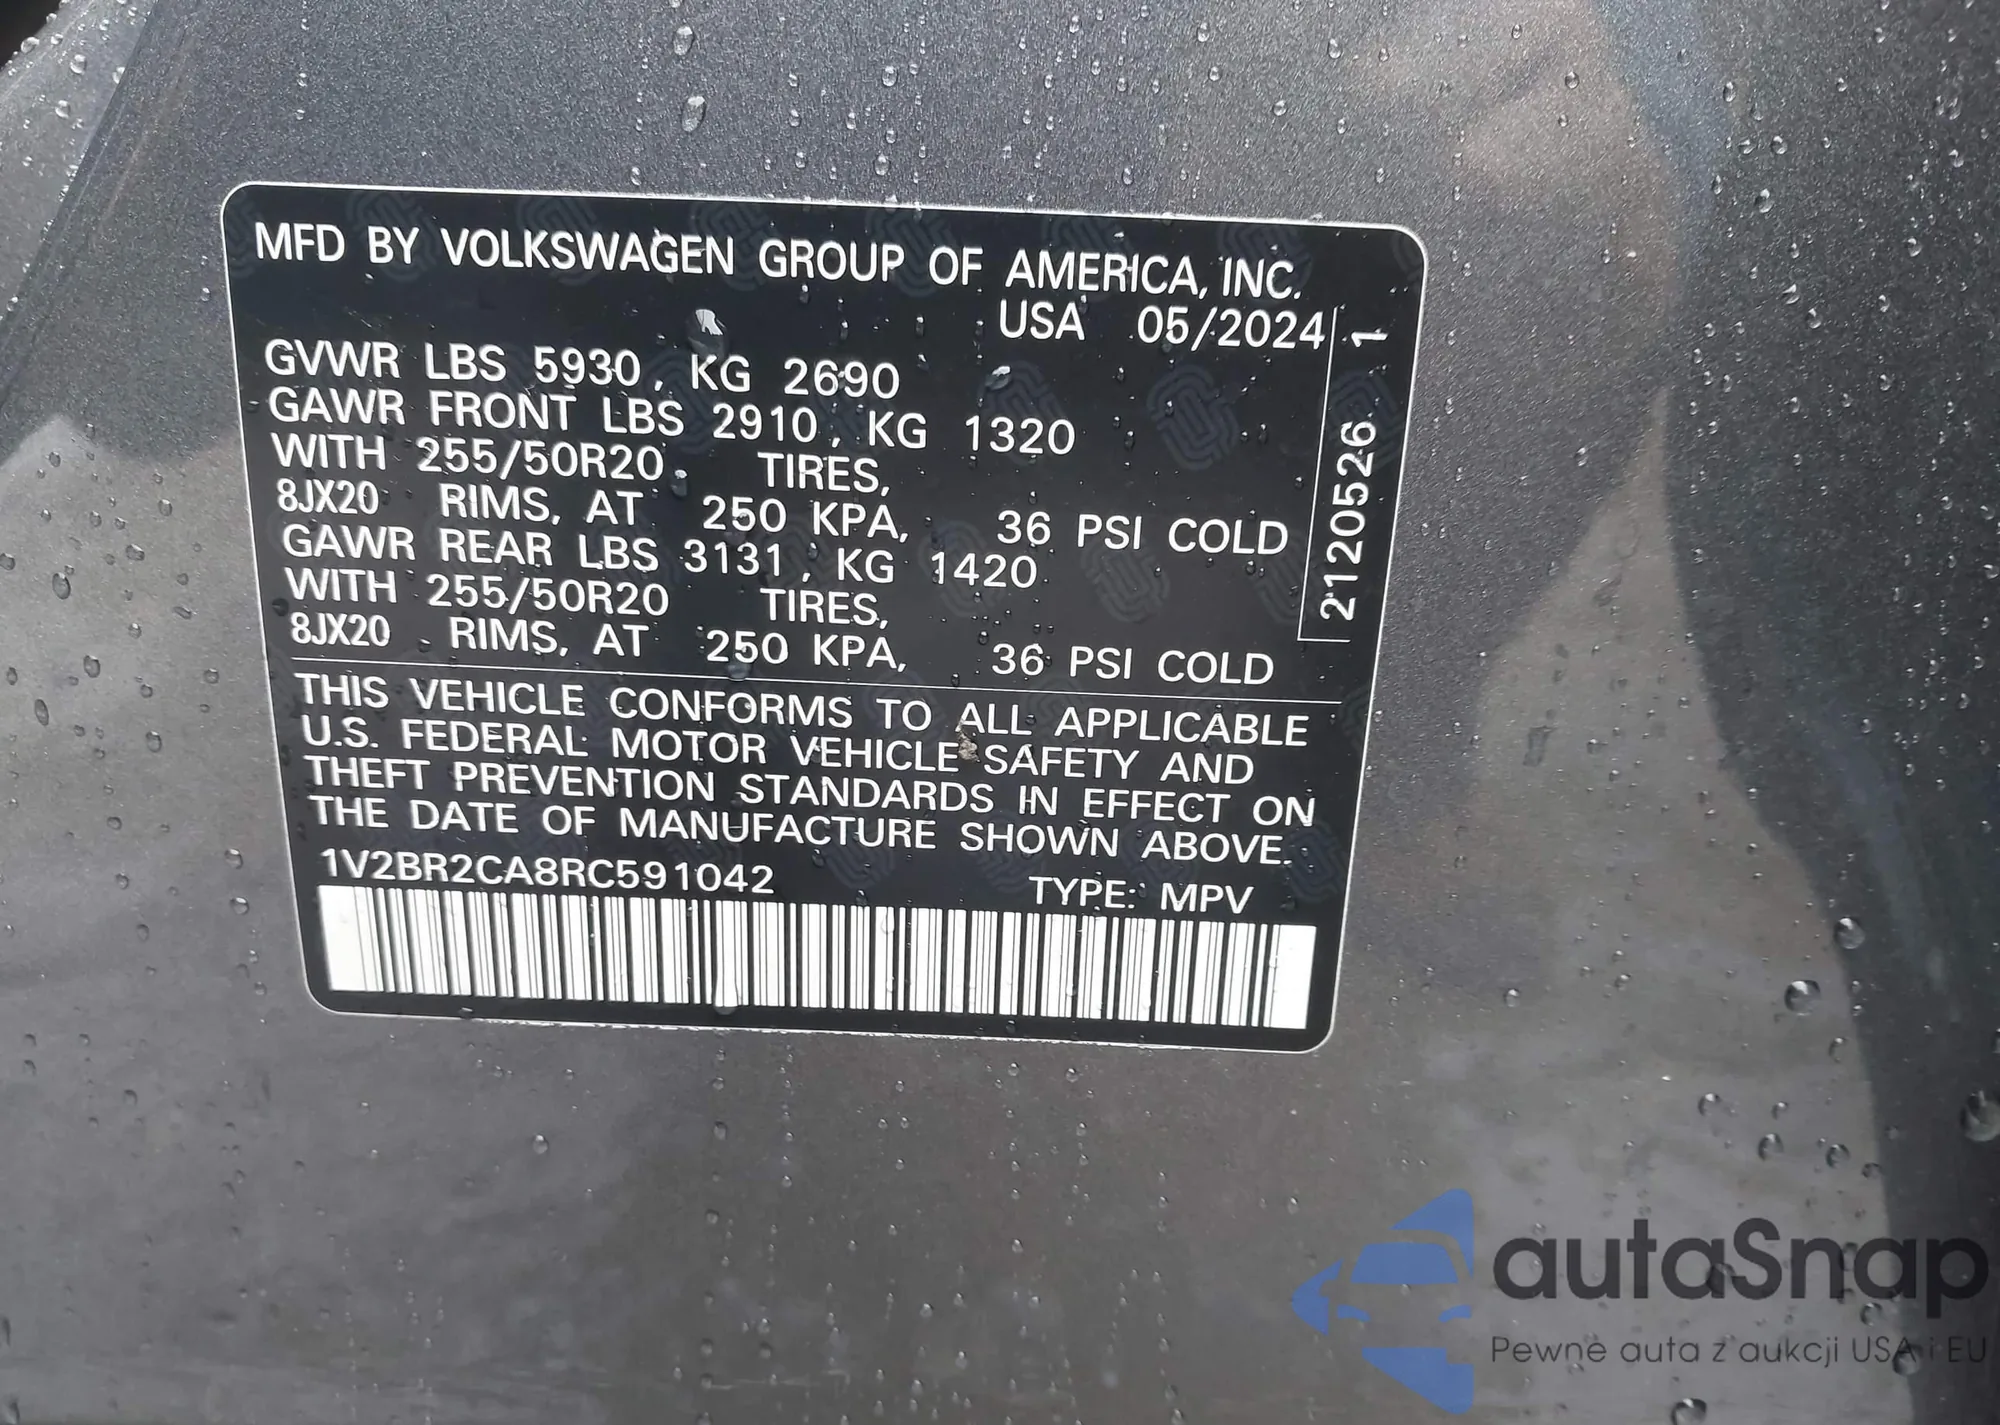 MFD BY VOLKSWAGEN GROUP OF AMERICA, INC.
USA 05/2024
GVWR LBS 5930, KG 2690
GAWR FRONT LBS 2910, KG 1320
WITH 255/50R20 TIRES,
8JX20 RIMS, AT 250 KPA, 36 PSI COLD
GAWR REAR LBS 3131, KG 1420
WITH 255/50R20 TIRES,
8JX20 RIMS, AT 250 KPA, 36 PSI COLD
2120526 1
THIS VEHICLE CONFORMS TO ALL APPLICABLE
U.S. FEDERAL MOTOR VEHICLE SAFETY AND
THEFT PREVENTION STANDARDS IN EFFECT ON
THE DATE OF MANUFACTURE SHOWN ABOVE.
1V2BR2CA8RC591042 TYPE: MPV
autaSnap
Pewne auta z aukcji USA i EU